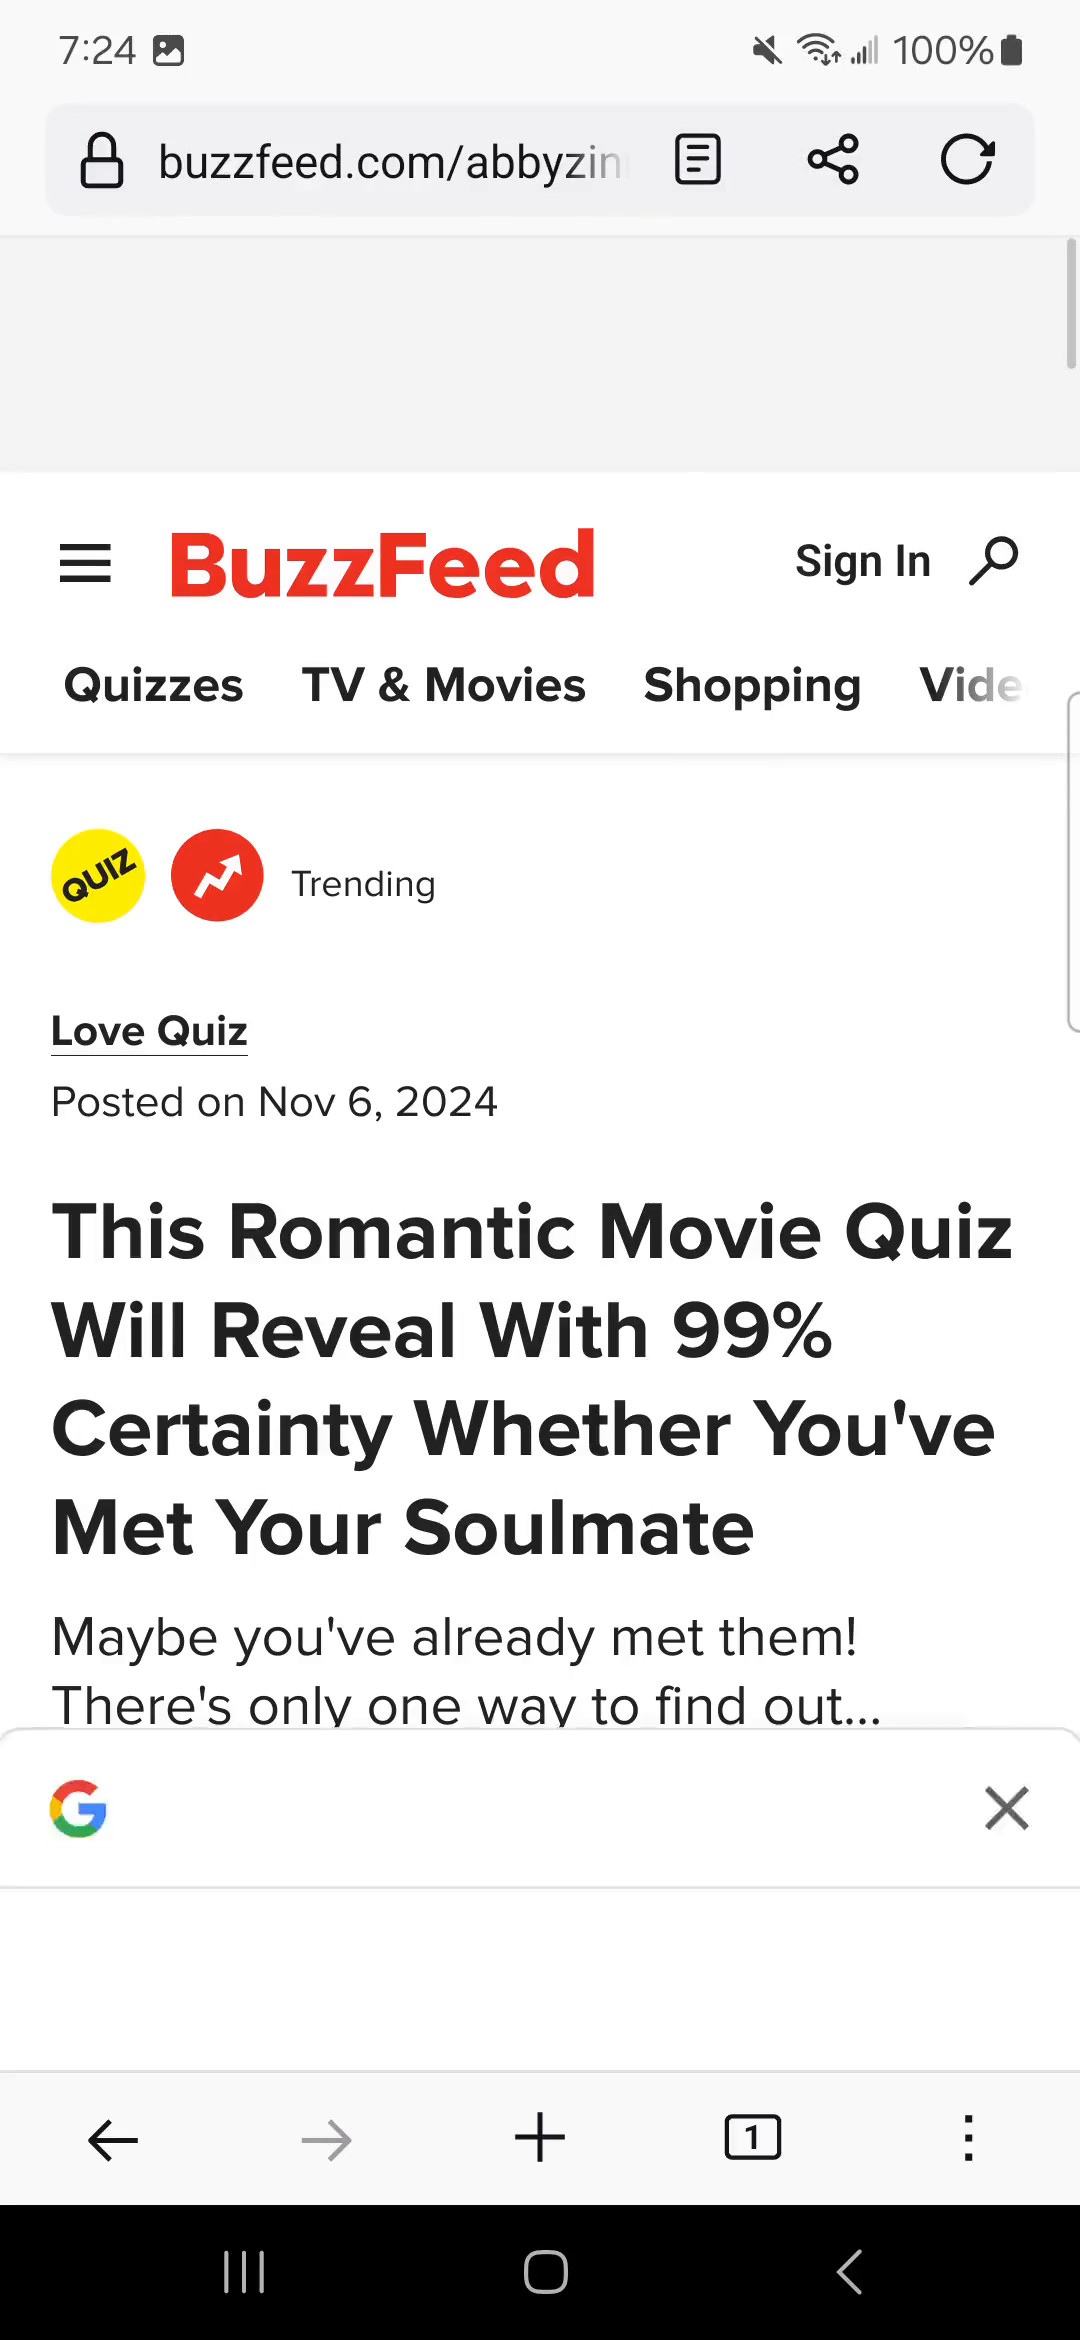 7:24
100%
buzzfeed.com/abbyzin
BuzzFeed
Sign In
Quizzes TV & Movies Shopping Vide
QUIZ
Trending
Love Quiz
Posted on Nov 6, 2024
This Romantic Movie Quiz
Will Reveal With 99%
Certainty Whether You've
Met Your Soulmate
Maybe you've already met them!
There's only one way to find out...
G
1